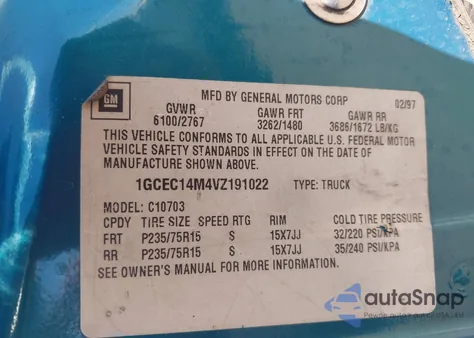 GM
MFD BY GENERAL MOTORS CORP 02/97
GVWR GAWR FRT GAWR RR
6100/2767 3262/1480 3686/1672 LB/KG
THIS VEHICLE CONFORMS TO ALL APPLICABLE U.S. FEDERAL MOTOR
VEHICLE SAFETY STANDARDS IN EFFECT ON THE DATE OF
MANUFACTURE SHOWN ABOVE.
1GCEC14M4VZ191022 TYPE: TRUCK
MODEL: C10703
CPDY TIRE SIZE SPEED RTG RIM COLD TIRE PRESSURE
FRT P235/75R15 S 15X7JJ 32/220 PSI/KPA
RR P235/75R15 S 15X7JJ 35/240 PSI/KPA
SEE OWNER'S MANUAL FOR MORE INFORMATION.
autoSnap